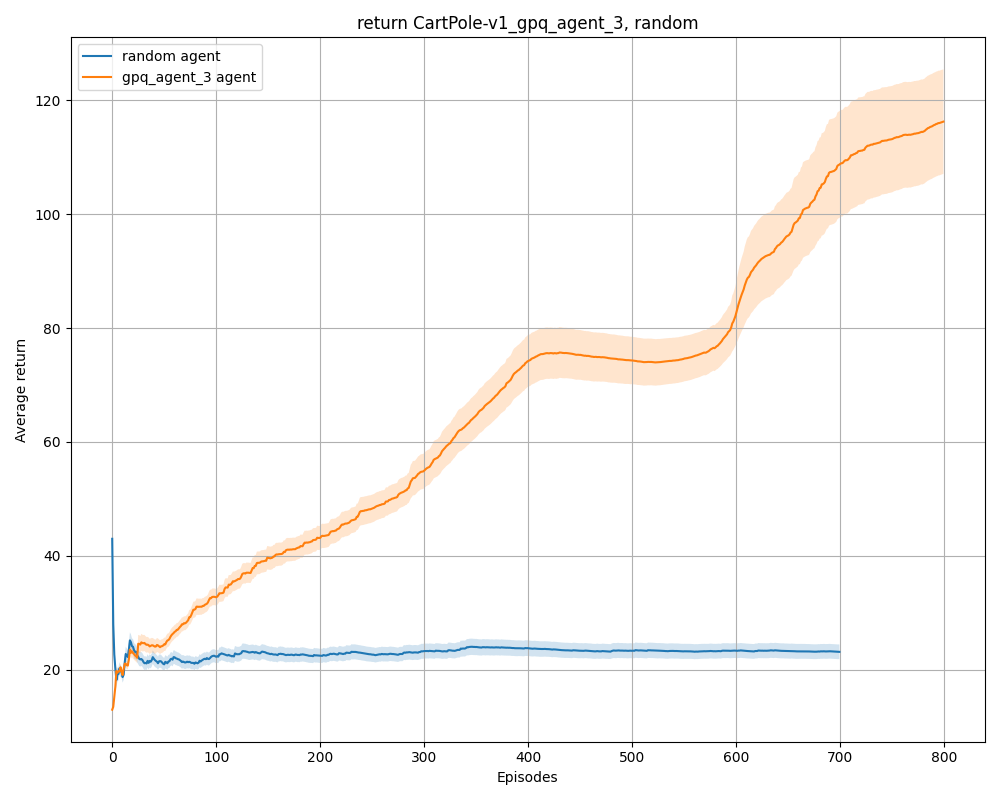 return CartPole-v1_gpq_agent_3, random
random agent
gpq_agent_3 agent
Average return
120
100
80
60
40
20
0 100 200 300 400 500 600 700 800
Episodes